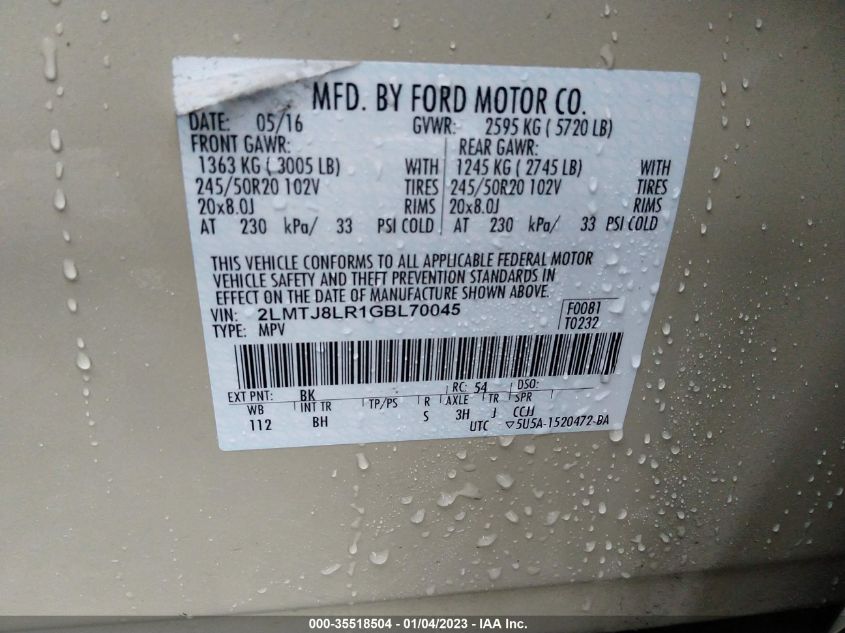 MFD. BY FORD MOTOR CO.
DATE: 05/16 GVWR: 2595 KG ( 5720 LB)
FRONT GAWR: REAR GAWR:
1363 KG ( 3005 LB) WITH 1245 KG ( 2745 LB) WITH
245/50R20 102V TIRES 245/50R20 102V TIRES
20x8.0J RIMS 20x8.0J RIMS
AT 230 kPa/ 33 PSI COLD AT 230 kPa/ 33 PSI COLD
THIS VEHICLE CONFORMS TO ALL APPLICABLE FEDERAL MOTOR
VEHICLE SAFETY AND THEFT PREVENTION STANDARDS IN
EFFECT ON THE DATE OF MANUFACTURE SHOWN ABOVE.
VIN: 2LMTJ8LR1GBL70045 F0081
TYPE: MPV T0232
EXT PNT: BK RC: 54 DSO:
WB INT TR TP/PS R AXLE TR SPR
112 BH S 3H J CCJJ
UTC ▽5U5A-1520472-BA
000-35518504 - 01/04/2023 - IAA Inc.